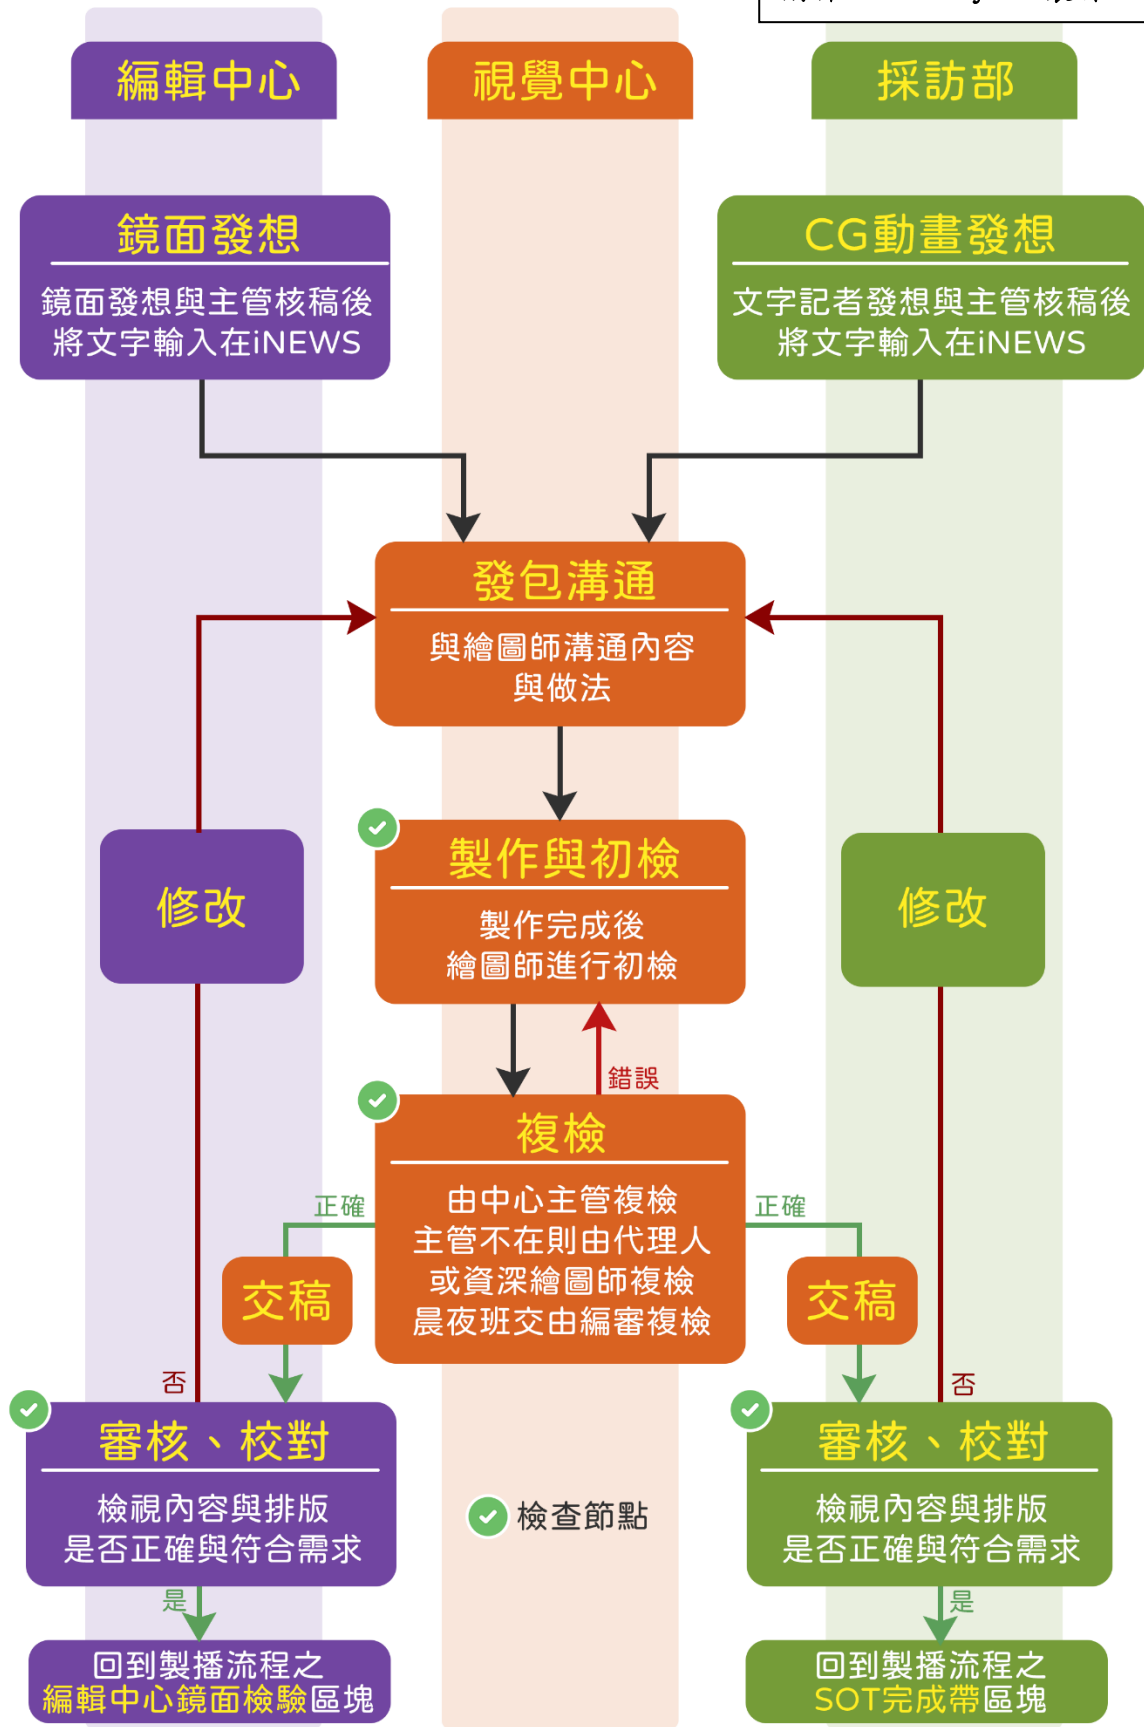 編輯中心
視覺中心
採訪部
鏡面發想
鏡面發想與主管核稿後
將文字輸入在iNEWS
CG動畫發想
文字記者發想與主管核稿後
將文字輸入在iNEWS
發包溝通
與繪圖師溝通內容
與做法
修改
製作與初檢
製作完成後
繪圖師進行初檢
修改
錯誤
複檢
由中心主管複檢
主管不在則由代理人
或資深繪圖師複檢
晨夜班交由編審複檢
正確
正確
交稿
交稿
否
否
審核、校對
檢視內容與排版
是否正確與符合需求
檢查節點
審核、校對
檢視內容與排版
是否正確與符合需求
是
是
回到製播流程之
編輯中心鏡面檢驗區塊
回到製播流程之
SOT完成帶區塊